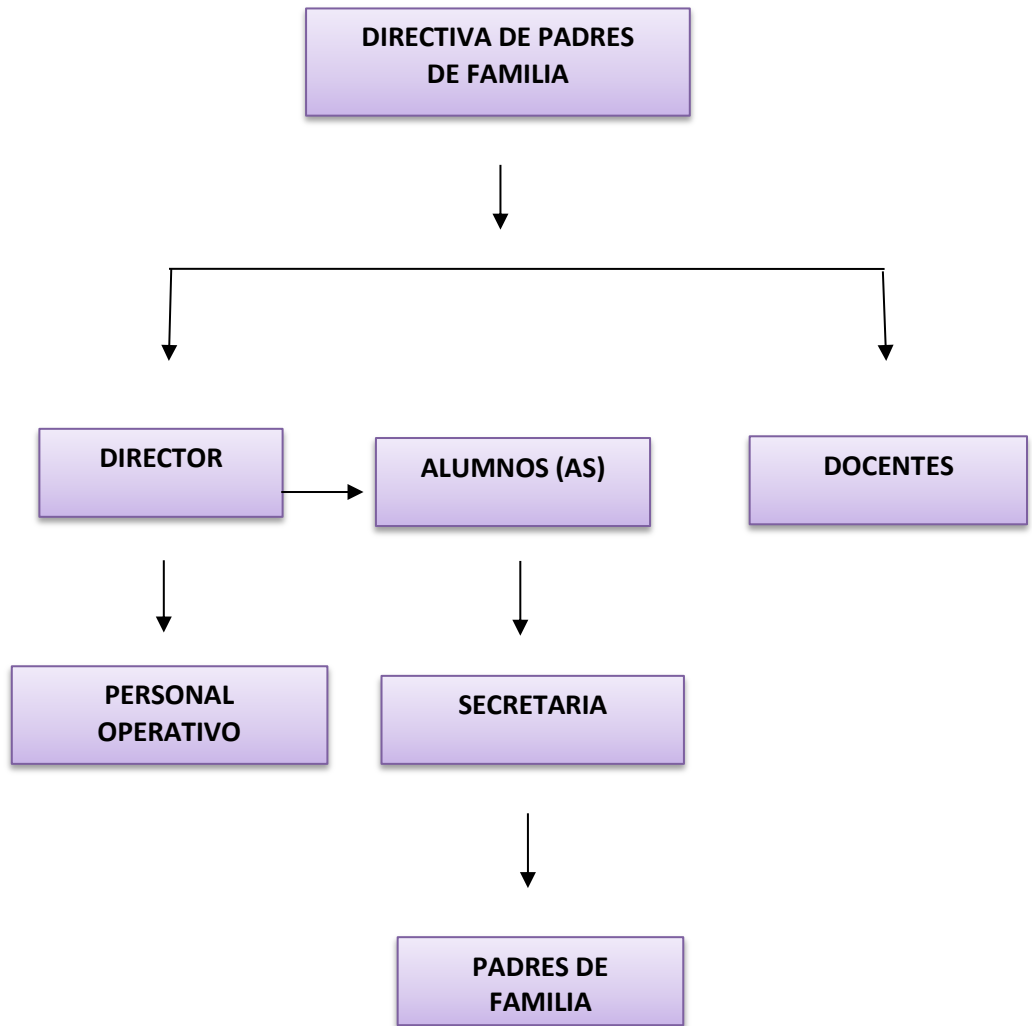 DIRECTIVA DE PADRES
DE FAMILIA
DIRECTOR
ALUMNOS (AS)
DOCENTES
PERSONAL
OPERATIVO
SECRETARIA
PADRES DE
FAMILIA